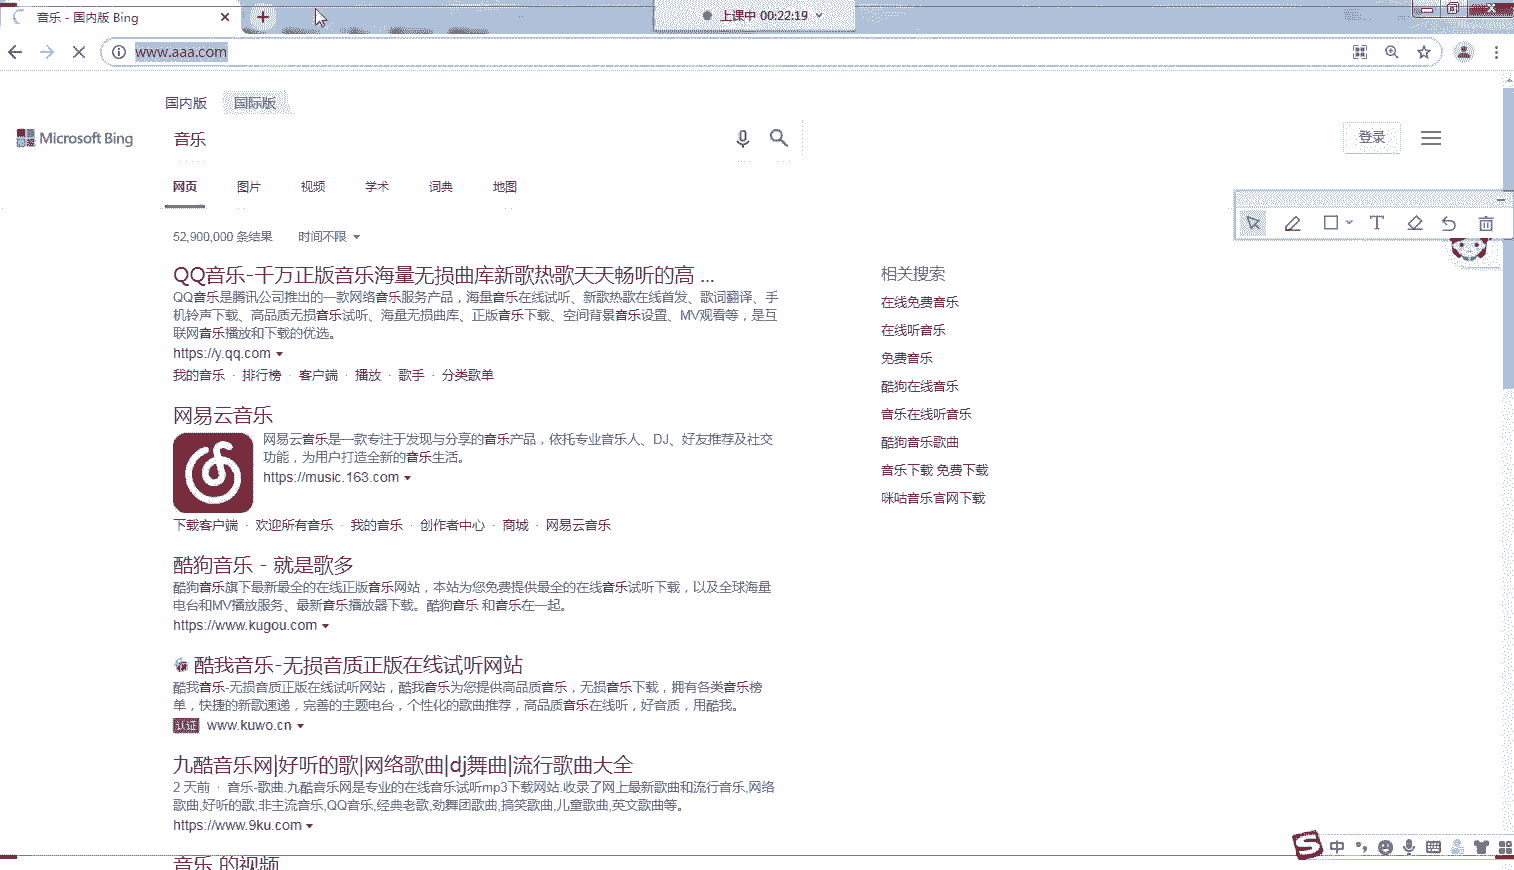 音乐 - 国内版 Bing
上课中 00:22:19
www.aaa.com
国内版 国际版
Microsoft Bing
音乐
登录
网页 图片 视频 学术 词典 地图
52,900,000 条结果 时间不限
QQ音乐-千万正版音乐海量无损曲库新歌热歌天天畅听的高 ...
QQ音乐是腾讯公司推出的一款网络音乐服务产品，海量音乐在线试听、新歌热歌在线首发、歌词翻译、手
机铃声下载、高品质无损音乐试听、海量无损曲库、正版音乐下载、空间背景音乐设置、MV观看等，是互
联网音乐播放和下载的优选。
https://y.qq.com
我的音乐 · 排行榜 · 客户端 · 播放 · 歌手 · 分类歌单
网易云音乐
网易云音乐是一款专注于发现与分享的音乐产品，依托专业音乐人、DJ、好友推荐及社交
功能，为用户打造全新的音乐生活。
https://music.163.com
下载客户端 · 欢迎所有音乐 · 我的音乐 · 创作者中心 · 商城 · 网易云音乐
酷狗音乐 - 就是歌多
酷狗音乐旗下最新最全的在线正版音乐网站，本站为您免费提供最全的在线音乐试听下载，以及全球海量
电台和MV播放服务、最新音乐播放器下载。酷狗音乐 和音乐在一起。
https://www.kugou.com
酷我音乐-无损音质正版在线试听网站
酷我音乐-无损音质正版在线试听网站，酷我音乐为您提供高品质音乐，无损音乐下载，拥有各类音乐榜
单，快捷的新歌速递，完善的主题电台，个性化的歌曲推荐，高品质音乐在线听，好音质，用酷我。
www.kuwo.cn
九酷音乐网|好听的歌|网络歌曲|dj舞曲|流行歌曲大全
2 天前 · 音乐-歌曲.九酷音乐网是专业的在线音乐试听mp3下载网站.收录了网上最新歌曲和流行音乐,网络
歌曲,好听的歌,非主流音乐,QQ音乐,经典老歌,劲舞团歌曲,搞笑歌曲,儿童歌曲,英文歌曲等。
https://www.9ku.com
音乐 的视频
相关搜索
在线免费音乐
在线听音乐
免费音乐
酷狗在线音乐
音乐在线听音乐
酷狗音乐歌曲
音乐下载 免费下载
咪咕音乐官网下载
中